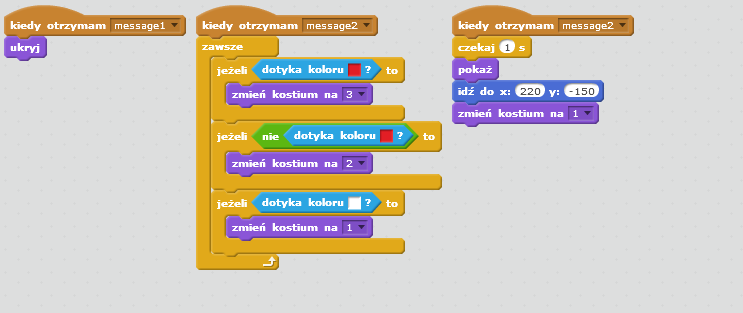 kiedy otrzymam message1
ukryj
kiedy otrzymam message2
zawsze
jeżeli dotyka koloru ? to
zmień kostium na 3
jeżeli nie dotyka koloru ? to
zmień kostium na 2
jeżeli dotyka koloru ? to
zmień kostium na 1
kiedy otrzymam message2
czekaj 1 s
pokaż
idź do x: 220 y: -150
zmień kostium na 1